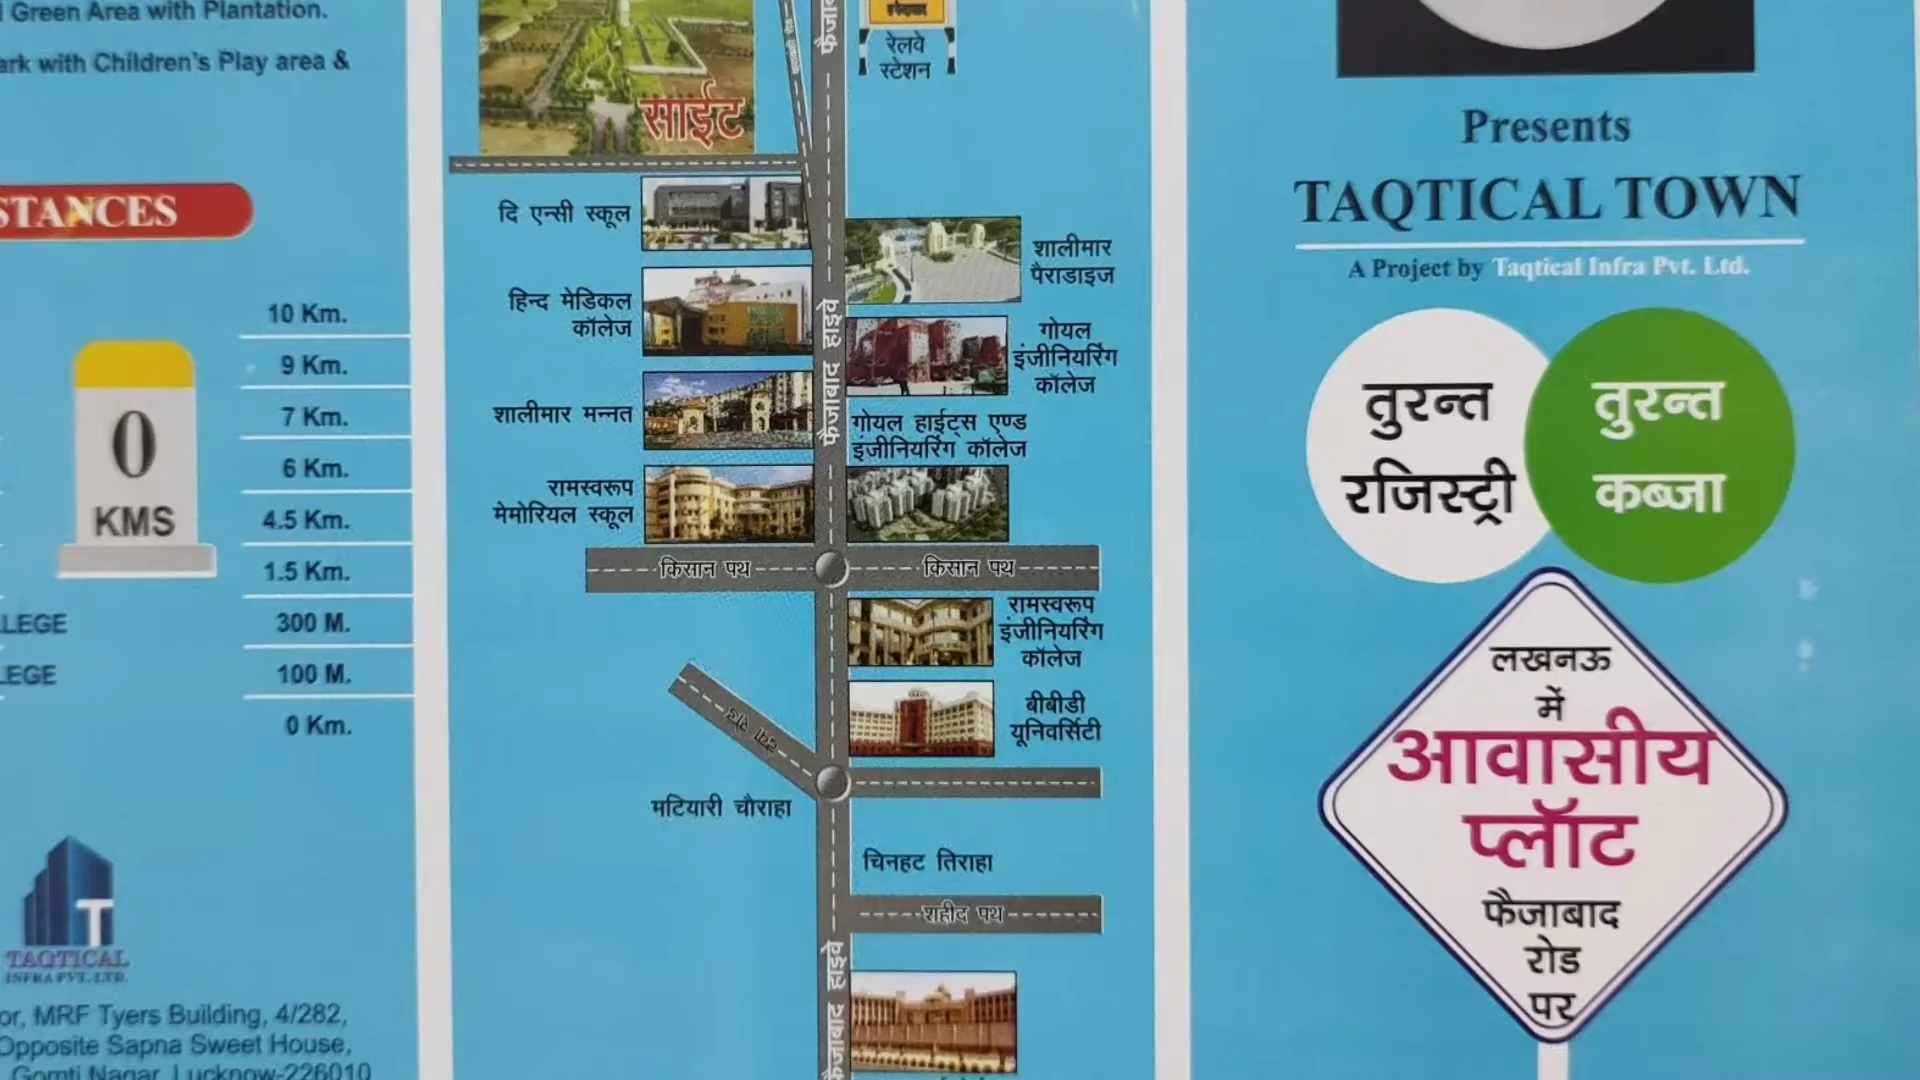 Green Area with Plantation.
ark with Children's Play area &
STANCES
10 Km.
9 Km.
7 Km.
6 Km.
4.5 Km.
1.5 Km.
LEGE
300 M.
LEGE
100 M.
0 Km.
0
KMS
TAQTICAL
INFRA PVT. LTD.
or, MRF Tyers Building, 4/282,
Opposite Sapna Sweet House,
Gomti Nagar, Lucknow-226010
साईट
रेलवे
स्टेशन
दि एन्सी स्कूल
हिन्द मेडिकल
कॉलेज
शालीमार मन्नत
रामस्वरूप
मेमोरियल स्कूल
फैजाबाद हाइवे
शालीमार
पैराडाइज
गोयल
इंजीनियरिंग
कॉलेज
गोयल हाईट्स एण्ड
इंजीनियरिंग कॉलेज
किसान पथ
किसान पथ
रामस्वरूप
इंजीनियरिंग
कॉलेज
बीबीडी
यूनिवर्सिटी
देवा रोड
मटियारी चौराहा
चिनहट तिराहा
शहीद पथ
फैजाबाद हाइवे
Presents
TAQTICAL TOWN
A Project by Taqtical Infra Pvt. Ltd.
तुरन्त
रजिस्ट्री
तुरन्त
कब्जा
लखनऊ
में
आवासीय
प्लॉट
फैजाबाद
रोड
पर